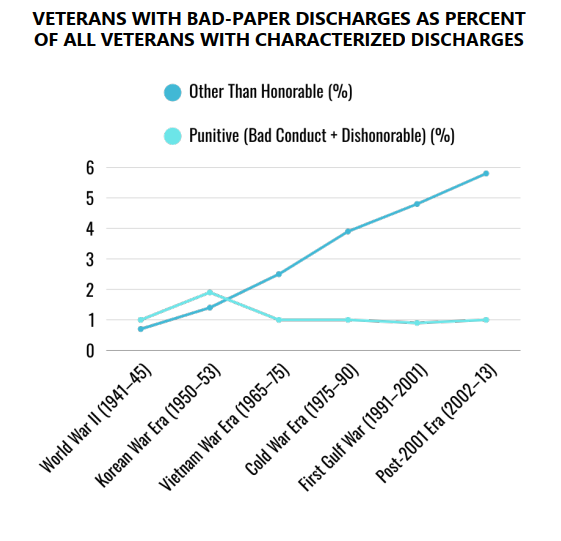 VETERANS WITH BAD-PAPER DISCHARGES AS PERCENT
OF ALL VETERANS WITH CHARACTERIZED DISCHARGES
Other Than Honorable (%)
Punitive (Bad Conduct + Dishonorable) (%)
6
5
4
3
2
1
0
World War II (1941–45)
Korean War Era (1950–53)
Vietnam War Era (1965–75)
Cold War Era (1975–90)
First Gulf War (1991–2001)
Post-2001 Era (2002–13)